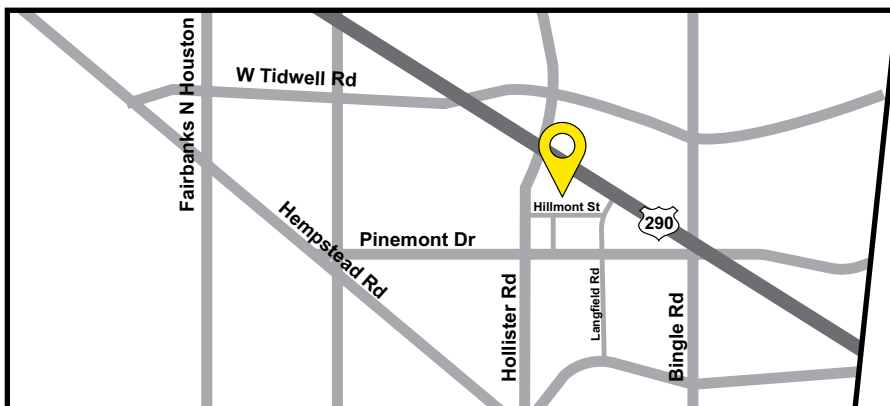 W Tidwell Rd
Fairbanks N Houston
Hillmont St
290
Hempstead Rd
Pinemont Dr
Hollister Rd
Langfield Rd
Bingle Rd